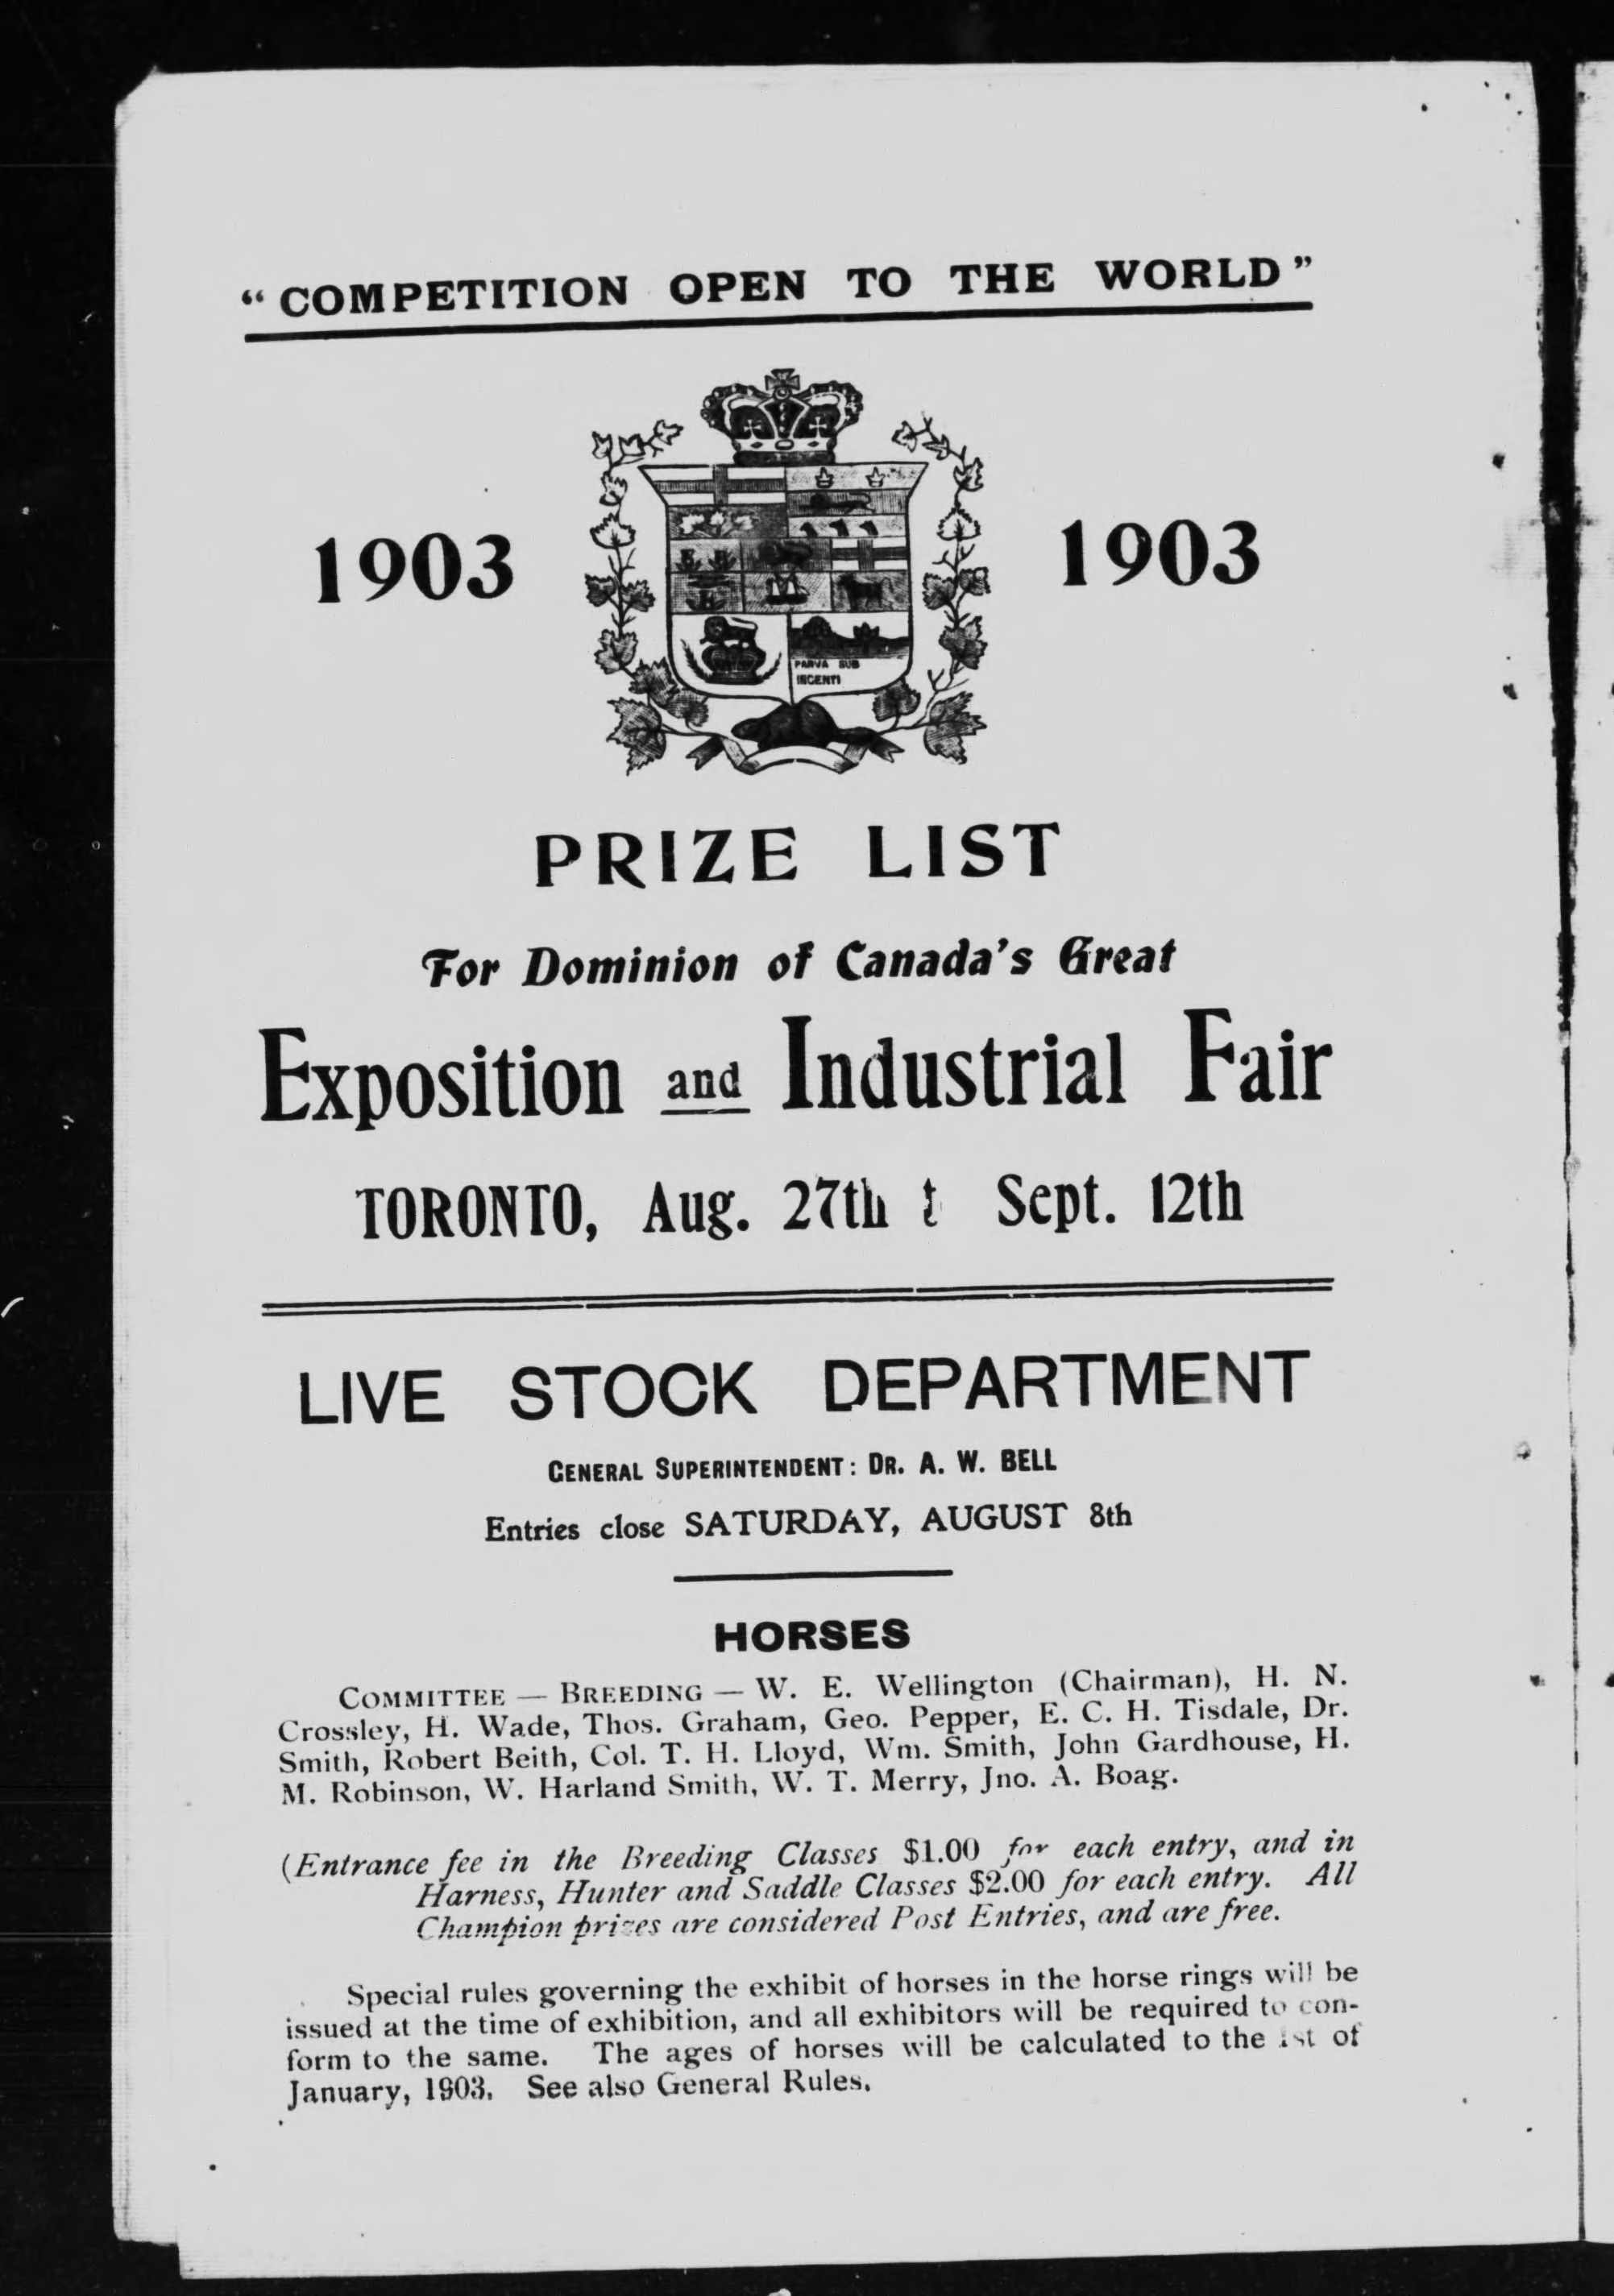 “COMPETITION OPEN TO THE WORLD”
1903
1903
PARVA SUB
INGENTI
PRIZE LIST
For Dominion of Canada's Great
Exposition and Industrial Fair
TORONTO, Aug. 27th t Sept. 12th
LIVE STOCK DEPARTMENT
GENERAL SUPERINTENDENT: DR. A. W. BELL
Entries close SATURDAY, AUGUST 8th
HORSES
COMMITTEE — BREEDING — W. E. Wellington (Chairman), H. N.
Crossley, H. Wade, Thos. Graham, Geo. Pepper, E. C. H. Tisdale, Dr.
Smith, Robert Beith, Col. T. H. Lloyd, Wm. Smith, John Gardhouse, H.
M. Robinson, W. Harland Smith, W. T. Merry, Jno. A. Boag.
(Entrance fee in the Breeding Classes $1.00 for each entry, and in
Harness, Hunter and Saddle Classes $2.00 for each entry. All
Champion prizes are considered Post Entries, and are free.
Special rules governing the exhibit of horses in the horse rings will be
issued at the time of exhibition, and all exhibitors will be required to con-
form to the same. The ages of horses will be calculated to the 1st of
January, 1903. See also General Rules.